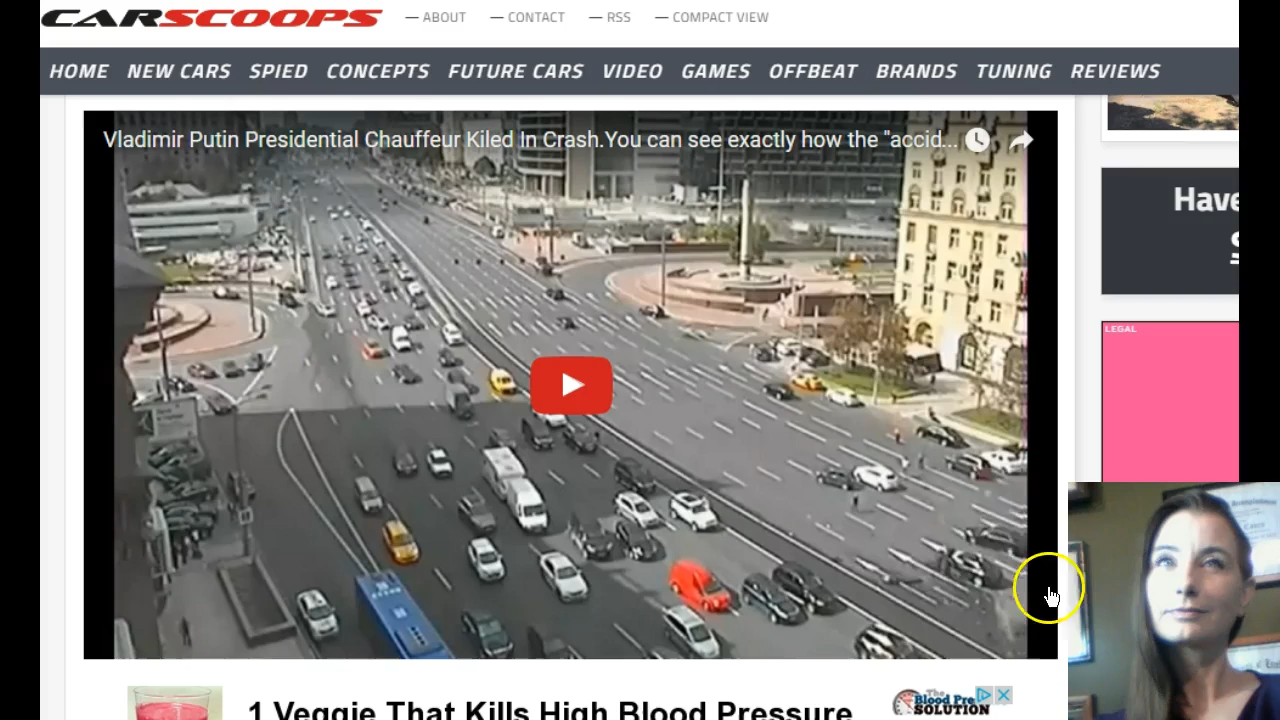 CARSCOOPS
— ABOUT — CONTACT — RSS — COMPACT VIEW
HOME NEW CARS SPIED CONCEPTS FUTURE CARS VIDEO GAMES OFFBEAT BRANDS TUNING REVIEWS
Vladimir Putin Presidential Chauffeur Kiled In Crash.You can see exactly how the "accid...
Have
S
LEGAL
1 Veggie That Kills High Blood Pressure
The
Blood Pre
SOLUTION